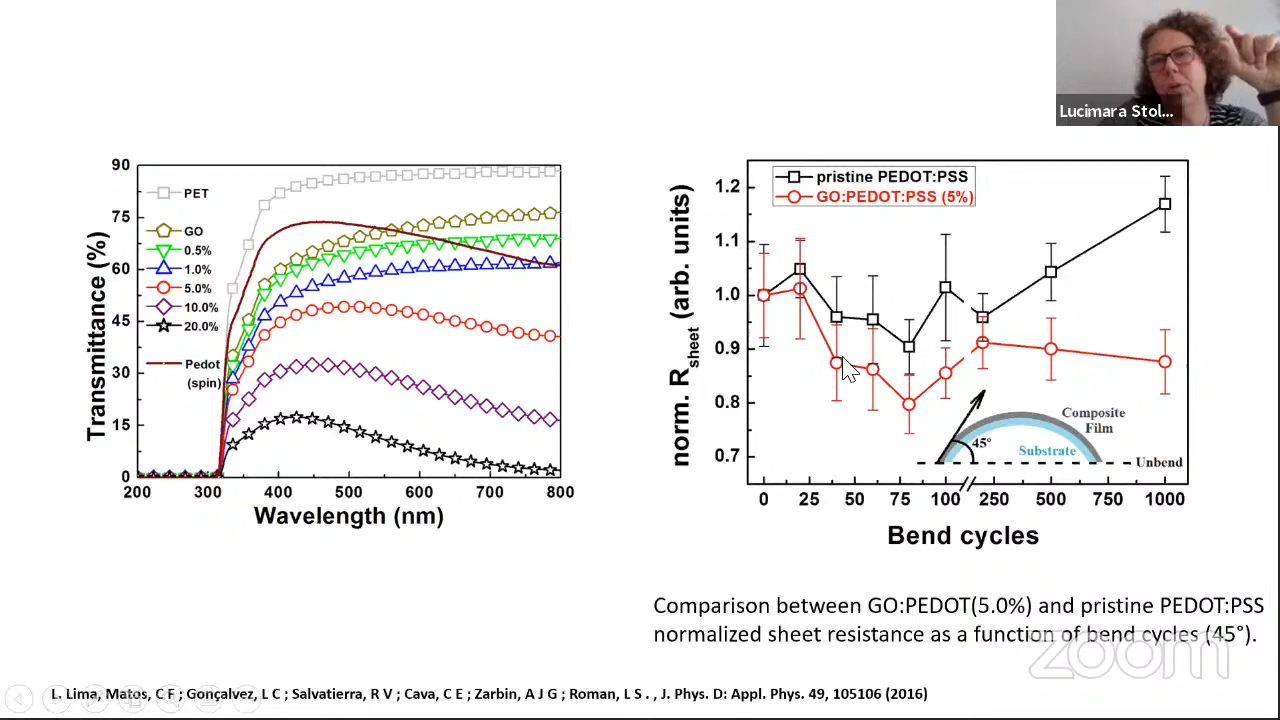 Lucimara Stol...
90
75
60
45
30
15
0
Transmittance (%)
PET
GO
0.5%
1.0%
5.0%
10.0%
20.0%
Pedot
(spin)
200 300 400 500 600 700 800
Wavelength (nm)
1.2
1.1
1.0
0.9
0.8
0.7
norm. Rsheet (arb. units)
pristine PEDOT:PSS
GO:PEDOT:PSS (5%)
45°
Composite
Film
Substrate
Unbend
0 25 50 75 100 250 500 750 1000
Bend cycles
Comparison between GO:PEDOT(5.0%) and pristine PEDOT:PSS
normalized sheet resistance as a function of bend cycles (45°).
zoom
L. Lima, Matos, C F ; Gonçalvez, L C ; Salvatierra, R V ; Cava, C E ; Zarbin, A J G ; Roman, L S . , J. Phys. D: Appl. Phys. 49, 105106 (2016)